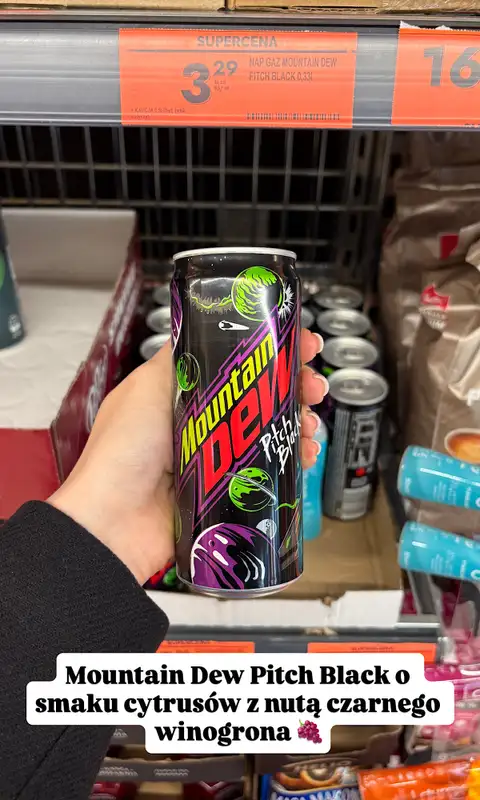 SUPERCENA
3 29
NAP GAZ MOUNTAIN DEW
PITCH BLACK 0,33l
16
Mountain
Dew
Pitch
Black
Mountain Dew Pitch Black o
smaku cytrusów z nutą czarnego
winogrona 🍇